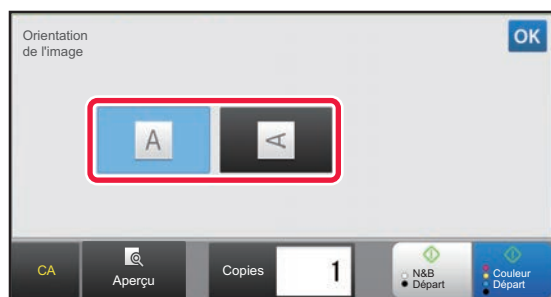 Orientation
de l'image
OK
A
A
CA
Aperçu
Copies
1
N&B
Départ
Couleur
Départ